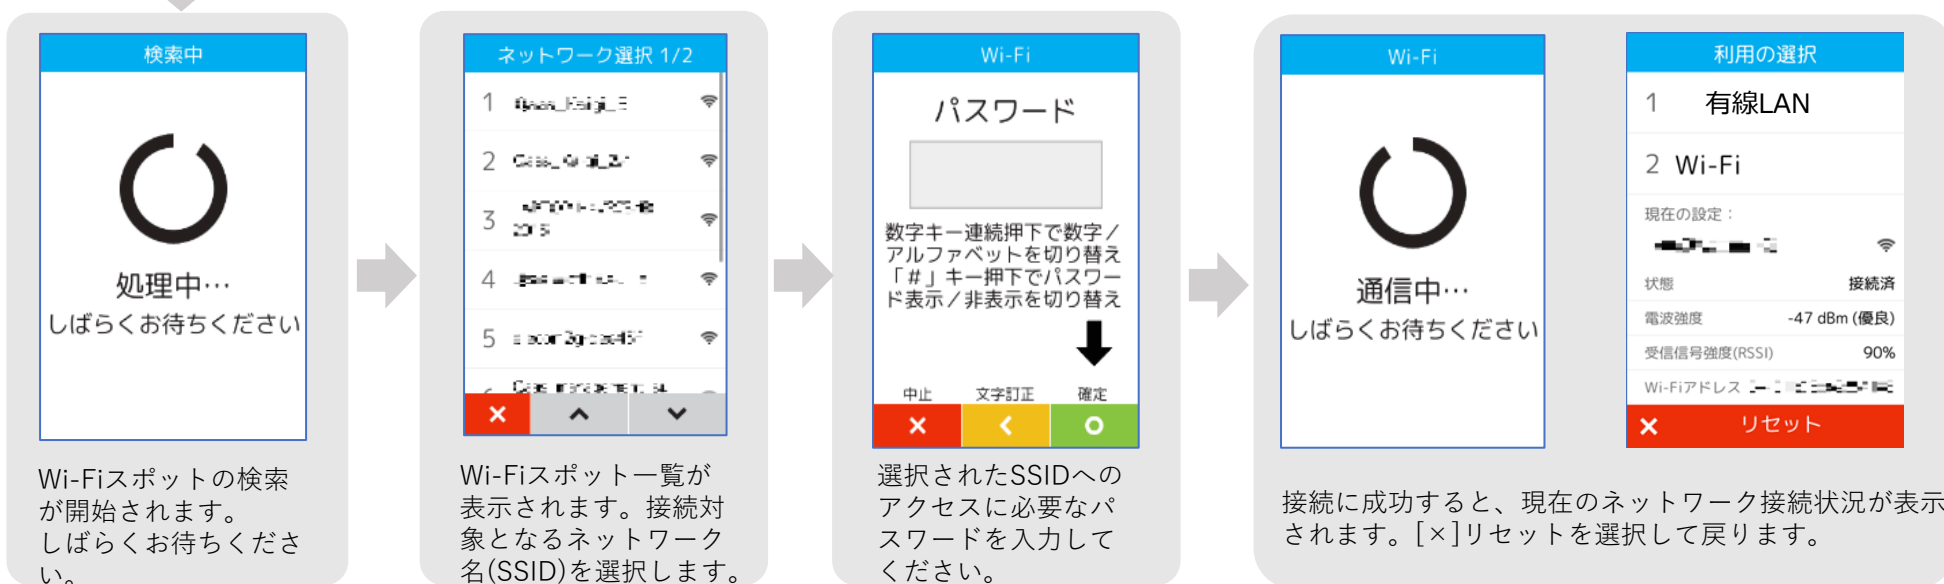 検索中
処理中…
しばらくお待ちください
Wi-Fiスポットの検索
が開始されます。
しばらくお待ちくださ
い。
ネットワーク選択 1/2
1
2
3
4
5
Wi-Fiスポット一覧が
表示されます。接続対
象となるネットワーク
名(SSID)を選択します。
Wi-Fi
パスワード
数字キー連続押下で数字／
アルファベットを切り替え
「#」キー押下でパスワー
ド表示／非表示を切り替え
中止 文字訂正 確定
選択されたSSIDへの
アクセスに必要なパ
スワードを入力して
ください。
Wi-Fi
通信中…
しばらくお待ちください
利用の選択
1 有線LAN
2 Wi-Fi
現在の設定：
状態 接続済
電波強度 -47 dBm (優良)
受信信号強度(RSSI) 90%
Wi-Fiアドレス
× リセット
接続に成功すると、現在のネットワーク接続状況が表示
されます。[×]リセットを選択して戻ります。